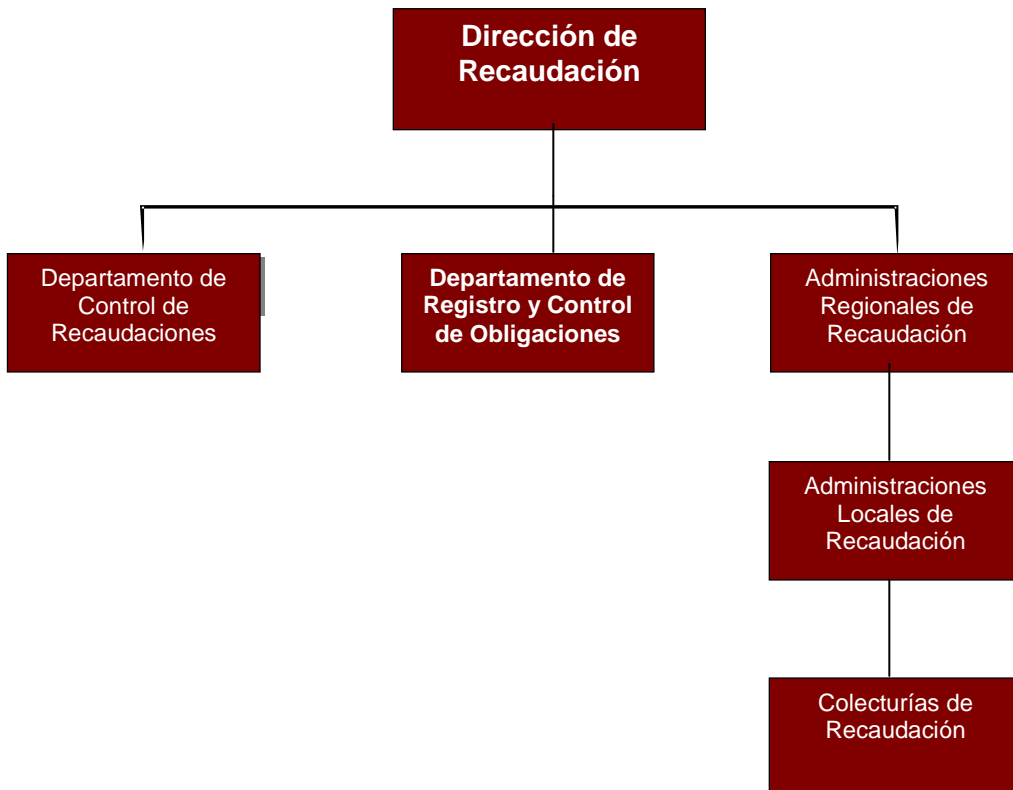 Dirección de
Recaudación
Departamento de
Control de
Recaudaciones
Departamento de
Registro y Control
de Obligaciones
Administraciones
Regionales de
Recaudación
Administraciones
Locales de
Recaudación
Colecturías de
Recaudación